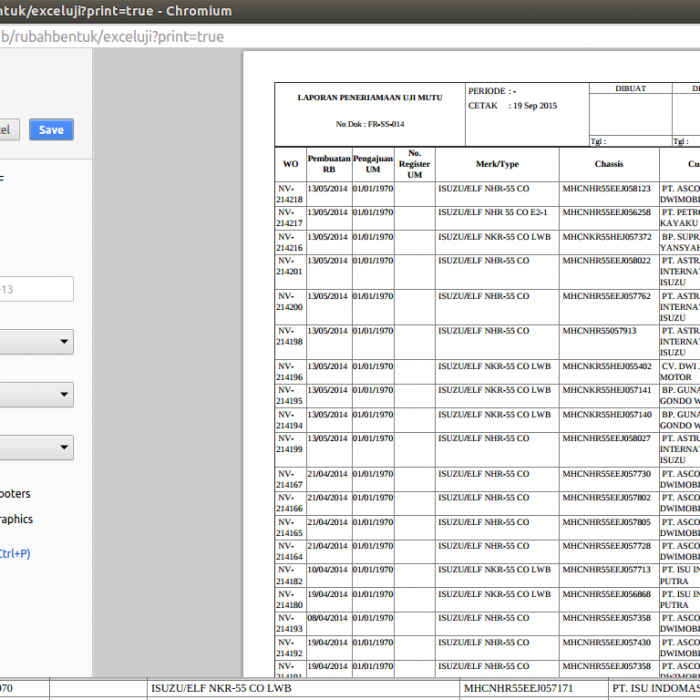 ntuk/exceluji?print=true - Chromium
b/rubahbentuk/exceluji?print=true
cel
Save
-13
ooters
raphics
Ctrl+P)
LAPORAN PENERIAMAAN UJI MUTU
No Dok : FR-SS-014
PERIODE : -
CETAK : 19 Sep 2015
DIBUAT
Tgl :
Tgl :
WO Pembuatan RB Pengajuan UM No. Register UM Merk/Type Chassis Cu
NV-214218 13/05/2014 01/01/1970 ISUZU/ELF NHR-55 CO MHCNHR55EEJ058123 PT. ASCO DWIMOBI
NV-214217 13/05/2014 01/01/1970 ISUZU/ELF NHR 55 CO E2-1 MHCNHR55EEJ056258 PT. PETRO KAYAKU
NV-214216 13/05/2014 01/01/1970 ISUZU/ELF NKR-55 CO LWB MHCNKR55HEJ057372 BP. SUPR YANSYAH
NV-214201 13/05/2014 01/01/1970 ISUZU/ELF NHR-55 CO MHCNHR55EEJ058022 PT. ASTRA INTERNAT ISUZU
NV-214200 13/05/2014 01/01/1970 ISUZU/ELF NHR-55 CO MHCNHR55EEJ057762 PT. ASTRA INTERNAT ISUZU
NV-214198 13/05/2014 01/01/1970 ISUZU/ELF NHR-55 CO MHCNHR55057913 PT. ASTRA INTERNAT ISUZU
NV-214196 13/05/2014 01/01/1970 ISUZU/ELF NKR-55 CO LWB MHCNKR55HEJ055402 CV. DWI MOTOR
NV-214195 13/05/2014 01/01/1970 ISUZU/ELF NKR-55 CO LWB MHCNKR55HEJ057141 BP. GUNA GONDO W
NV-214194 13/05/2014 01/01/1970 ISUZU/ELF NKR-55 CO LWB MHCNKR55HEJ057140 BP. GUNA GONDO W
NV-214199 13/05/2014 01/01/1970 ISUZU/ELF NHR-55 CO MHCNHR55EEJ058027 PT. ASTRA INTERNAT ISUZU
NV-214167 21/04/2014 01/01/1970 ISUZU/ELF NHR-55 CO MHCNHR55EEJ057730 PT. ASCO DWIMOBI
NV-214166 21/04/2014 01/01/1970 ISUZU/ELF NHR-55 CO MHCNHR55EEJ057802 PT. ASCO DWIMOBI
NV-214165 21/04/2014 01/01/1970 ISUZU/ELF NHR-55 CO MHCNHR55EEJ057805 PT. ASCO DWIMOBI
NV-214164 21/04/2014 01/01/1970 ISUZU/ELF NHR-55 CO MHCNHR55EEJ057728 PT. ASCO DWIMOBI
NV-214182 10/04/2014 01/01/1970 ISUZU/ELF NKR-55 CO LWB MHCNHR55EEJ057713 PT. ISU IN PUTRA
NV-214180 19/04/2014 01/01/1970 ISUZU/ELF NKR-55 CO LWB MHCNHR55EEJ056868 PT. ISU IN PUTRA
NV-214193 08/04/2014 01/01/1970 ISUZU/ELF NHR-55 CO MHCNHR55EEJ057358 PT. ASCO DWIMOBI
NV-214192 19/04/2014 01/01/1970 ISUZU/ELF NHR-55 CO MHCNHR55EEJ057430 PT. ASCO DWIMOBI
NV-214191 19/04/2014 01/01/1970 ISUZU/ELF NHR-55 CO MHCNHR55EEJ057358 PT. ASCO
970 ISUZU/ELF NKR-55 CO LWB MHCNHR55EEJ057171 PT. ISU INDOMAS